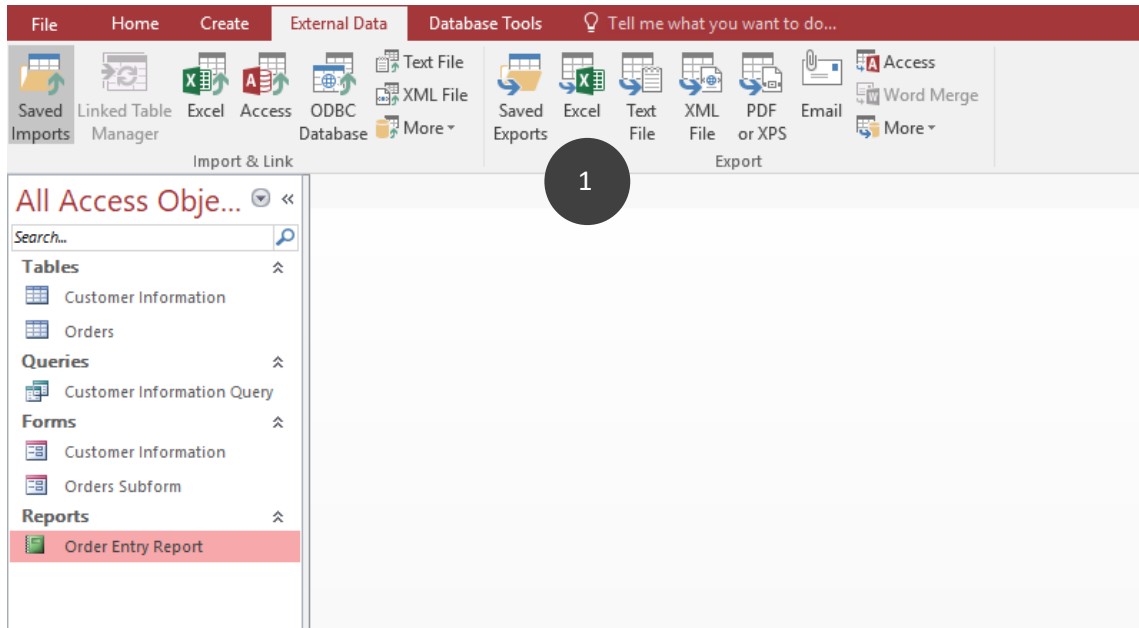 File Home Create External Data Database Tools Tell me what you want to do...
Saved Imports
Linked Table Manager
Excel
Access
ODBC Database
Text File
XML File
More
Import & Link
Saved Exports
Excel
Text File
XML File
PDF or XPS
Email
Access
Word Merge
More
Export
1
All Access Obje...
Search...
Tables
Customer Information
Orders
Queries
Customer Information Query
Forms
Customer Information
Orders Subform
Reports
Order Entry Report